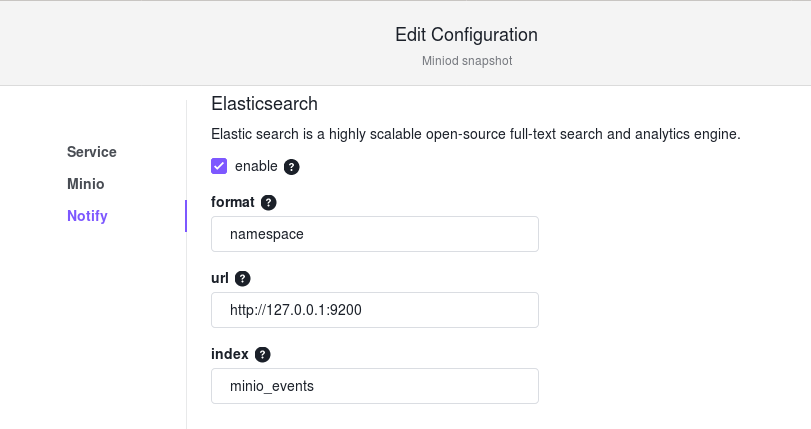 Edit Configuration
Miniod snapshot
Service
Minio
Notify
Elasticsearch
Elastic search is a highly scalable open-source full-text search and analytics engine.
enable ?
format ?
namespace
url ?
http://127.0.0.1:9200
index ?
minio_events